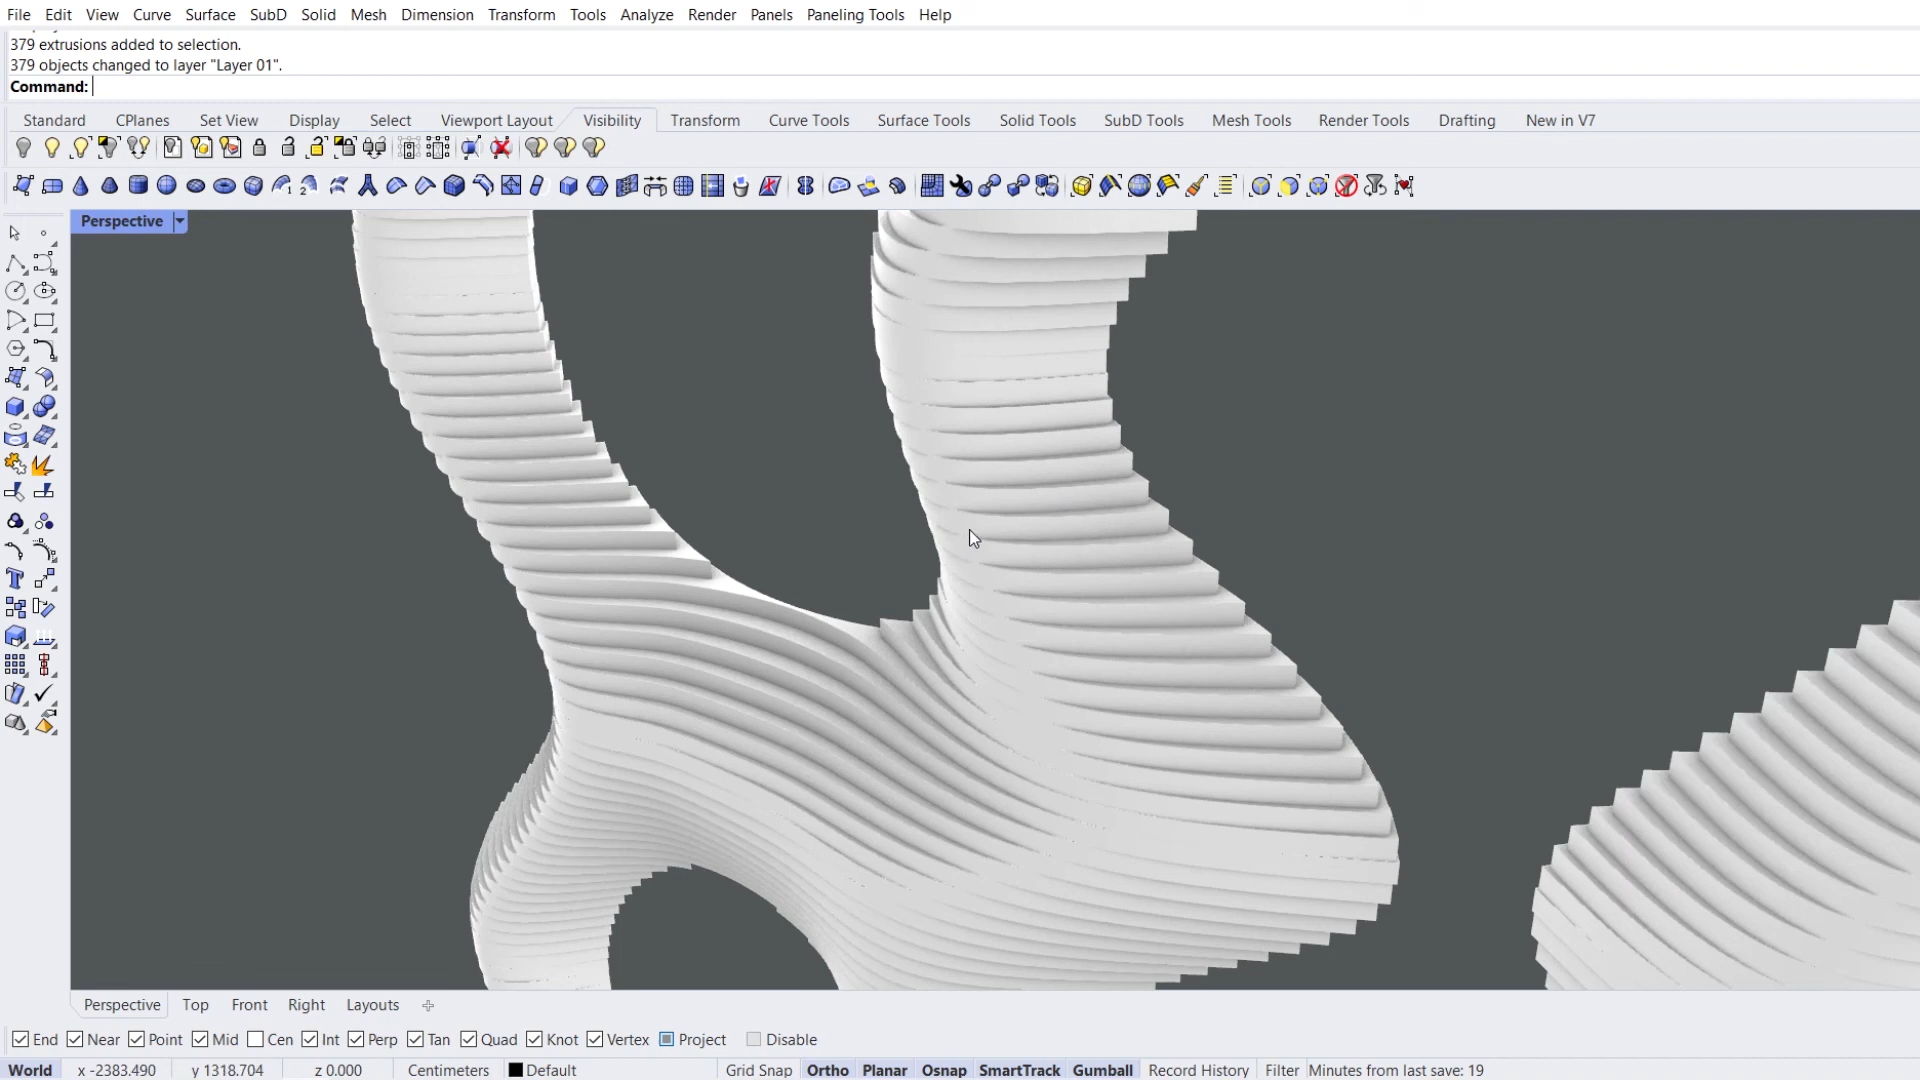 File Edit View Curve Surface SubD Solid Mesh Dimension Transform Tools Analyze Render Panels Paneling Tools Help
379 extrusions added to selection.
379 objects changed to layer "Layer 01".
Command:
Standard CPlanes Set View Display Select Viewport Layout Visibility Transform Curve Tools Surface Tools Solid Tools SubD Tools Mesh Tools Render Tools Drafting New in V7
Perspective
Perspective Top Front Right Layouts
End Near Point Mid Cen Int Perp Tan Quad Knot Vertex Project Disable
World x -2383.490 y 1318.704 z 0.000 Centimeters Default Grid Snap Ortho Planar Osnap SmartTrack Gumball Record History Filter Minutes from last save: 19